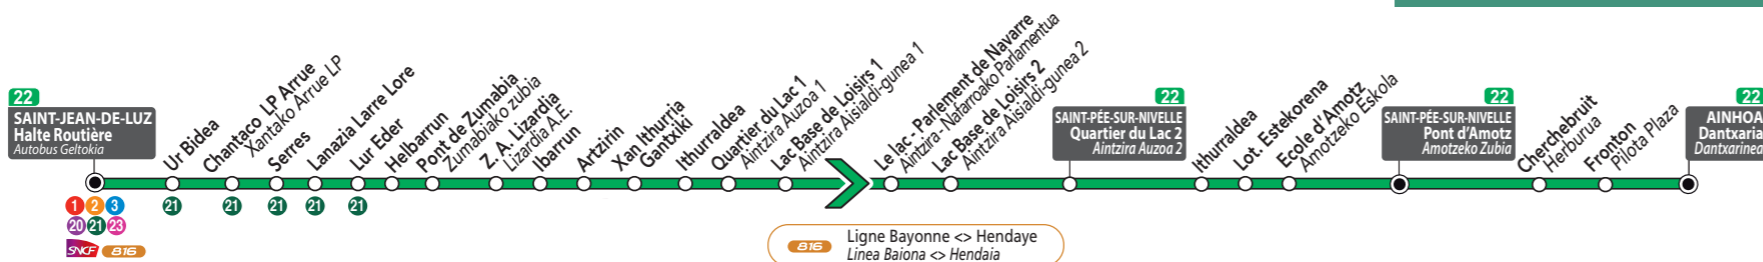 22
SAINT-JEAN-DE-LUZ
Halte Routière
Autobus Geltokia
1 2 3
20 21 23
SNCF 816
Ur Bidea
21
Chantaco LP Arrue
Xantako Arrue LP
21
Serres
21
Lanazia Larre Lore
21
Lur Eder
21
Helbarrun
Pont de Zumabia
Zumabiako zubia
Z. A. Lizardia
Lizardia A.E.
Ibarrun
Artzirin
Xan Ithurria
Gantxiki
Ithurraldea
Quartier du Lac 1
Aintzira Auzoa 1
Lac Base de Loisirs 1
Aintzira Aisialdi-gunea 1
Le lac - Parlement de Navarre
Aintzira - Nafarroako Parlamentua
Lac Base de Loisirs 2
Aintzira Aisialdi-gunea 2
22
SAINT-PÉE-SUR-NIVELLE
Quartier du Lac 2
Aintzira Auzoa 2
Ithurraldea
Lot. Estekorena
Ecole d'Amotz
Amotzeko Eskola
22
SAINT-PÉE-SUR-NIVELLE
Pont d'Amotz
Amotzeko Zubia
Cherchebruit
Herburua
Fronton
Pilota Plaza
22
AINHOA
Dantxaria
Dantxarinea
816 Ligne Bayonne <> Hendaye
Linea Baiona <> Hendaia